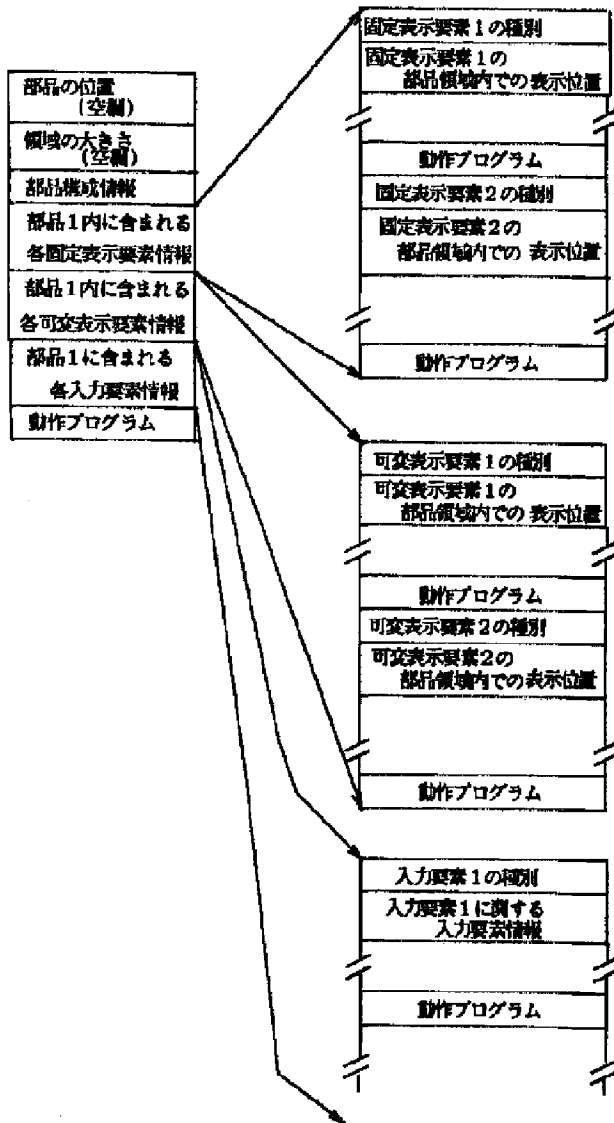 部品の位置
(空欄)
領域の大きさ
(空欄)
部品構成情報
部品1内に含まれる
各固定表示要素情報
部品1内に含まれる
各可変表示要素情報
部品1に含まれる
各入力要素情報
動作プログラム
固定表示要素1の種別
固定表示要素1の
部品領域内での表示位置
動作プログラム
固定表示要素2の種別
固定表示要素2の
部品領域内での表示位置
動作プログラム
可変表示要素1の種別
可変表示要素1の
部品領域内での表示位置
動作プログラム
可変表示要素2の種別
可変表示要素2の
部品領域内での表示位置
動作プログラム
入力要素1の種別
入力要素1に関する
入力要素情報
動作プログラム